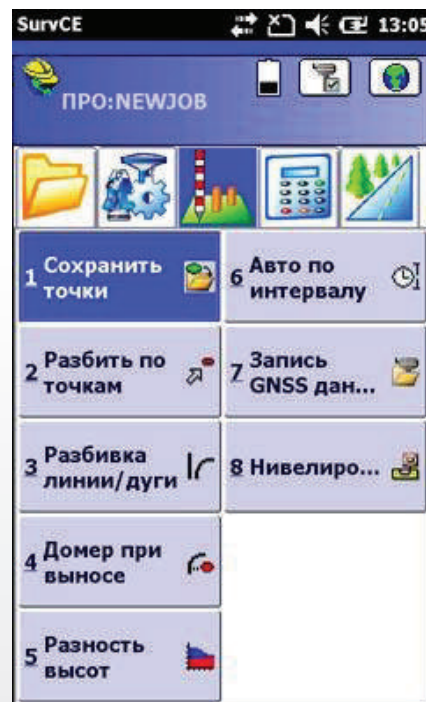 SurvCE 13:05
ПРО:NEWJOB
1 Сохранить
точки
2 Разбить по
точкам
3 Разбивка
линии/дуги
4 Домер при
выносе
5 Разность
высот
6 Авто по
интервалу
7 Запись
GNSS дан...
8 Нивелиро...